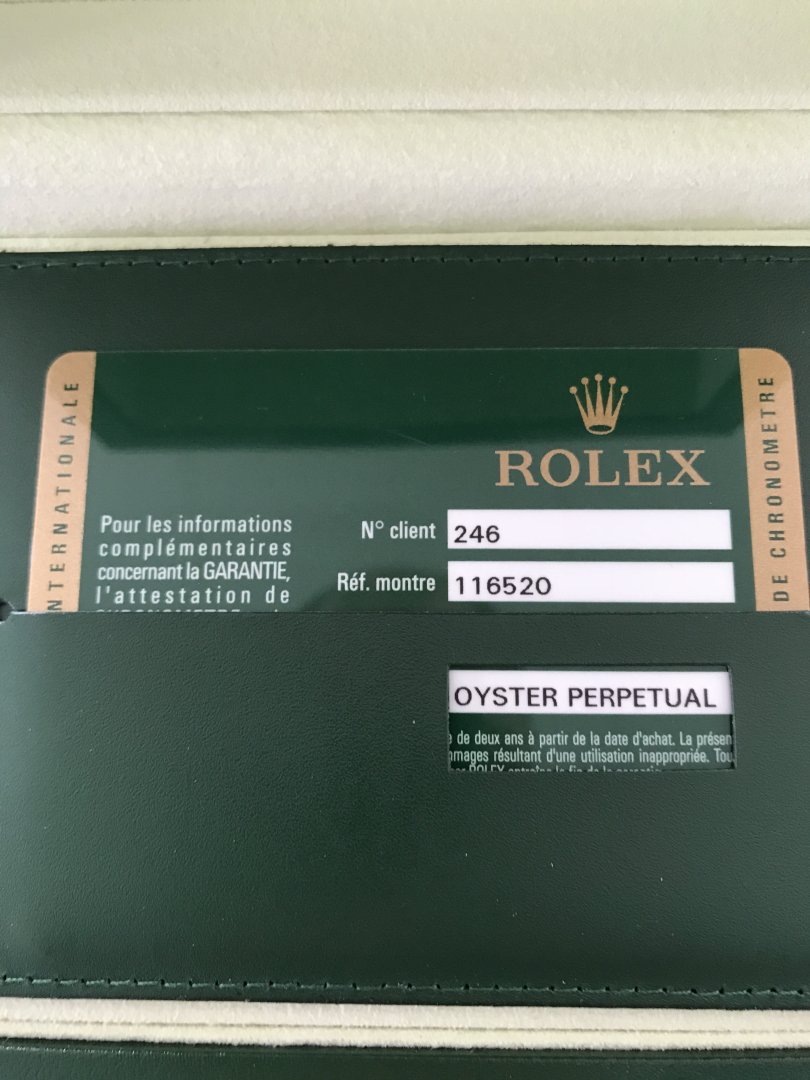 NTERNATIONALE
ROLEX
DE CHRONOMETRE
Pour les informations
complémentaires
concernant la GARANTIE,
l'attestation de
N° client 246
Réf. montre 116520
OYSTER PERPETUAL
de deux ans à partir de la date d'achat. La présen
mmages résultant d'une utilisation inappropriée. Tou